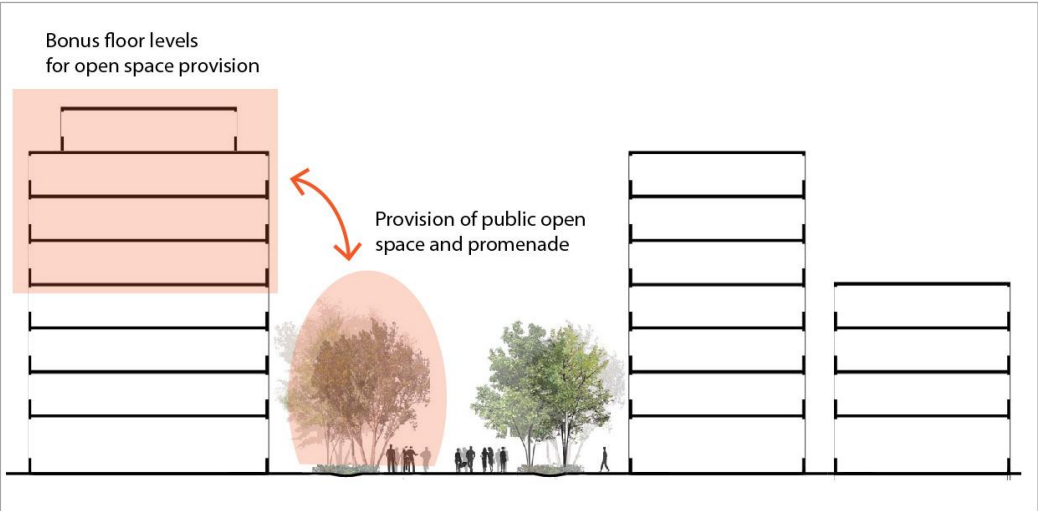 Bonus floor levels
for open space provision
Provision of public open
space and promenade